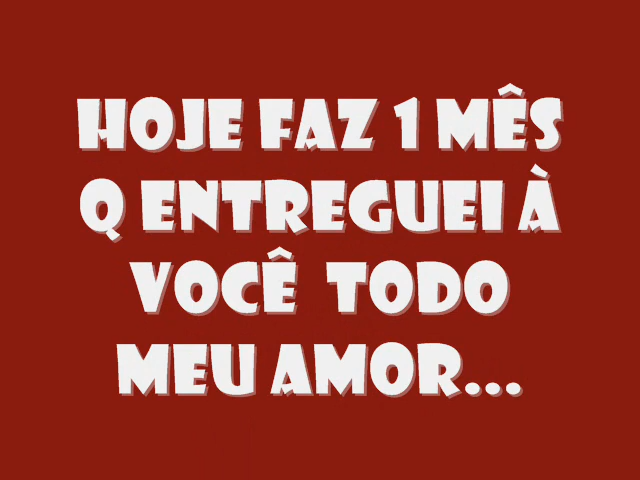 HOJE FAZ 1 MÊS
Q ENTREGUEI À
VOCÊ TODO
MEU AMOR...